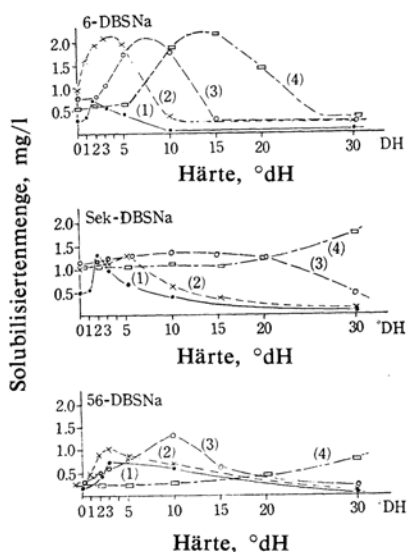 Solubilisiertenmenge, mg/l
6-DBSNa
2.0
1.5
1.0
0.5
(1)
(2)
(3)
(4)
0 1 2 3 5 10 15 20 30 DH
Härte, °dH
Sek-DBSNa
2.0
1.5
1.0
0.5
(1)
(2)
(3)
(4)
0 1 2 3 5 10 15 20 30 °DH
Härte, °dH
56-DBSNa
2.0
1.5
1.0
0.5
(1)
(2)
(3)
(4)
0 1 2 3 5 10 15 20 30 °DH
Härte, °dH